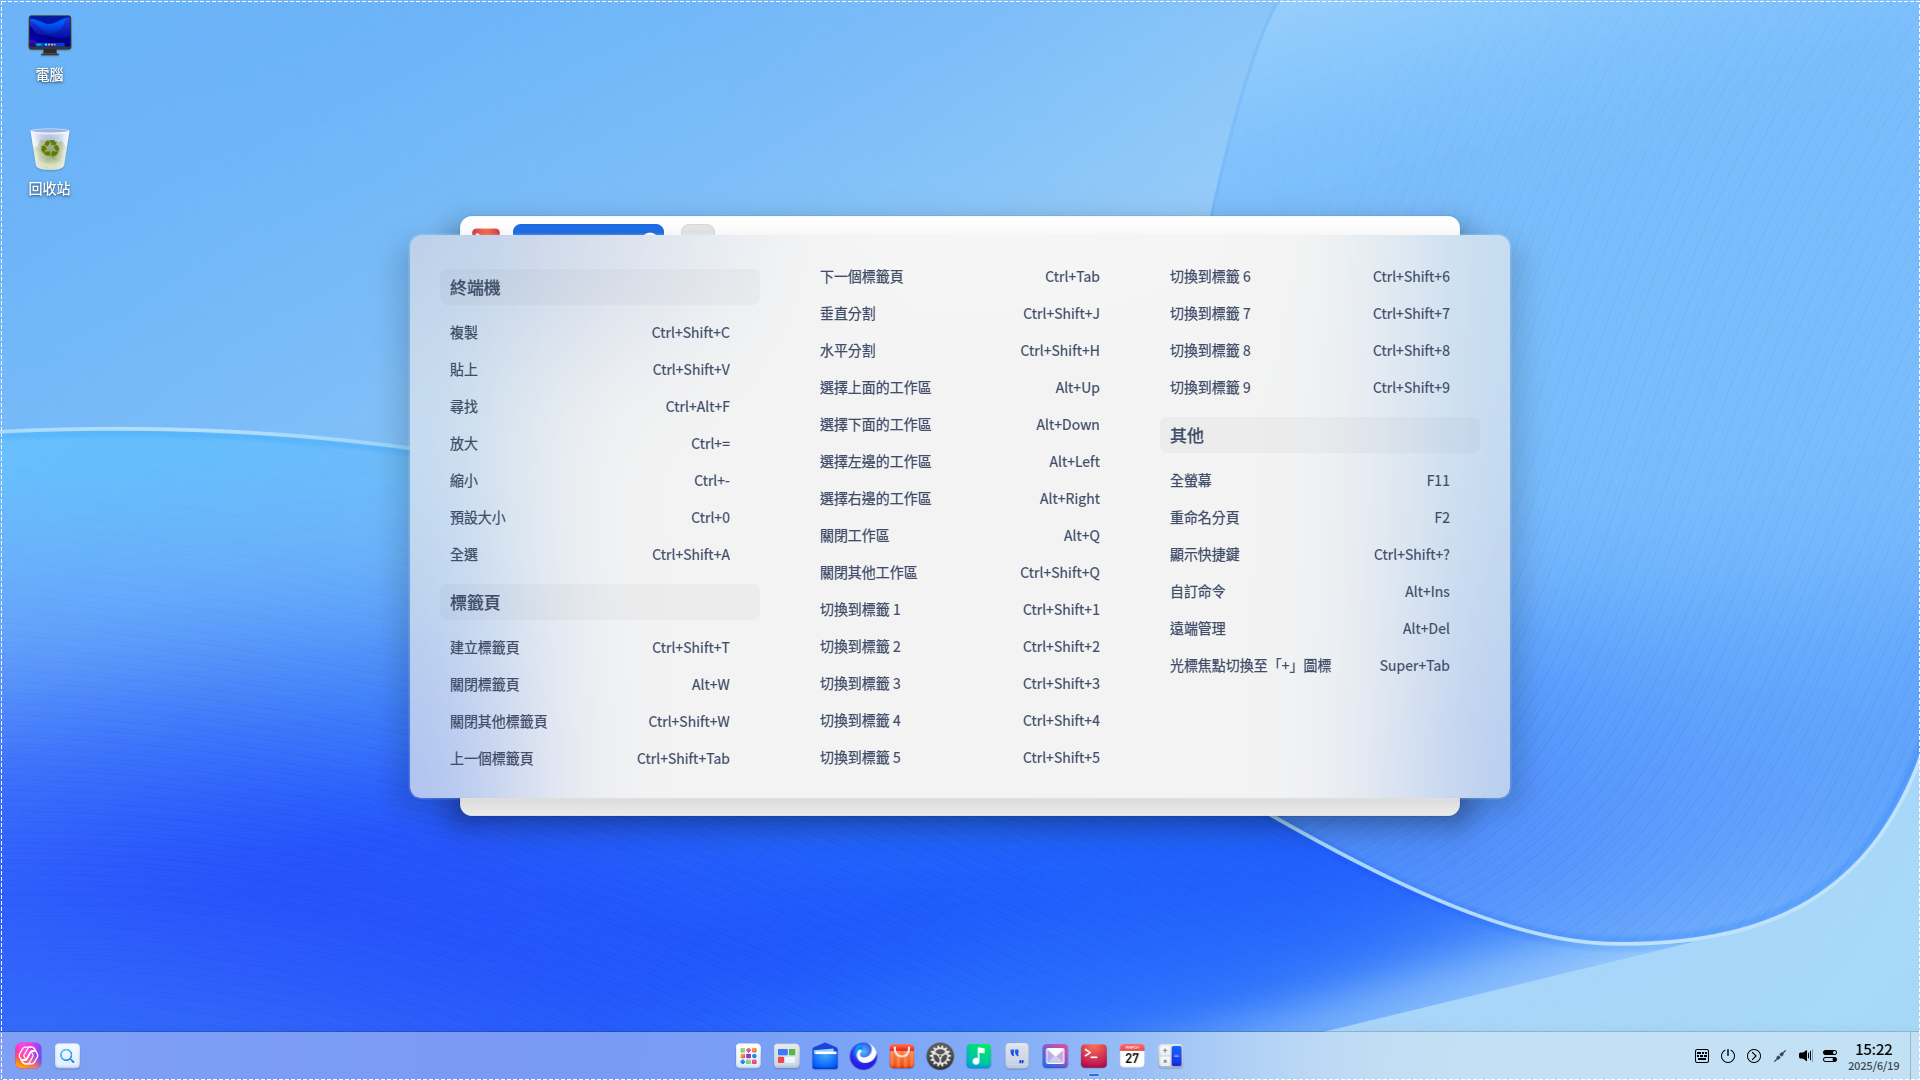 電腦
回收站
終端機
複製 Ctrl+Shift+C
貼上 Ctrl+Shift+V
尋找 Ctrl+Alt+F
放大 Ctrl+=
縮小 Ctrl+-
預設大小 Ctrl+0
全選 Ctrl+Shift+A
標籤頁
建立標籤頁 Ctrl+Shift+T
關閉標籤頁 Alt+W
關閉其他標籤頁 Ctrl+Shift+W
上一個標籤頁 Ctrl+Shift+Tab
下一個標籤頁 Ctrl+Tab
垂直分割 Ctrl+Shift+J
水平分割 Ctrl+Shift+H
選擇上面的工作區 Alt+Up
選擇下面的工作區 Alt+Down
選擇左邊的工作區 Alt+Left
選擇右邊的工作區 Alt+Right
關閉工作區 Alt+Q
關閉其他工作區 Ctrl+Shift+Q
切換到標籤 1 Ctrl+Shift+1
切換到標籤 2 Ctrl+Shift+2
切換到標籤 3 Ctrl+Shift+3
切換到標籤 4 Ctrl+Shift+4
切換到標籤 5 Ctrl+Shift+5
切換到標籤 6 Ctrl+Shift+6
切換到標籤 7 Ctrl+Shift+7
切換到標籤 8 Ctrl+Shift+8
切換到標籤 9 Ctrl+Shift+9
其他
全螢幕 F11
重命名分頁 F2
顯示快捷鍵 Ctrl+Shift+?
自訂命令 Alt+Ins
遠端管理 Alt+Del
光標焦點切換至「+」圖標 Super+Tab
27
15:22
2025/6/19